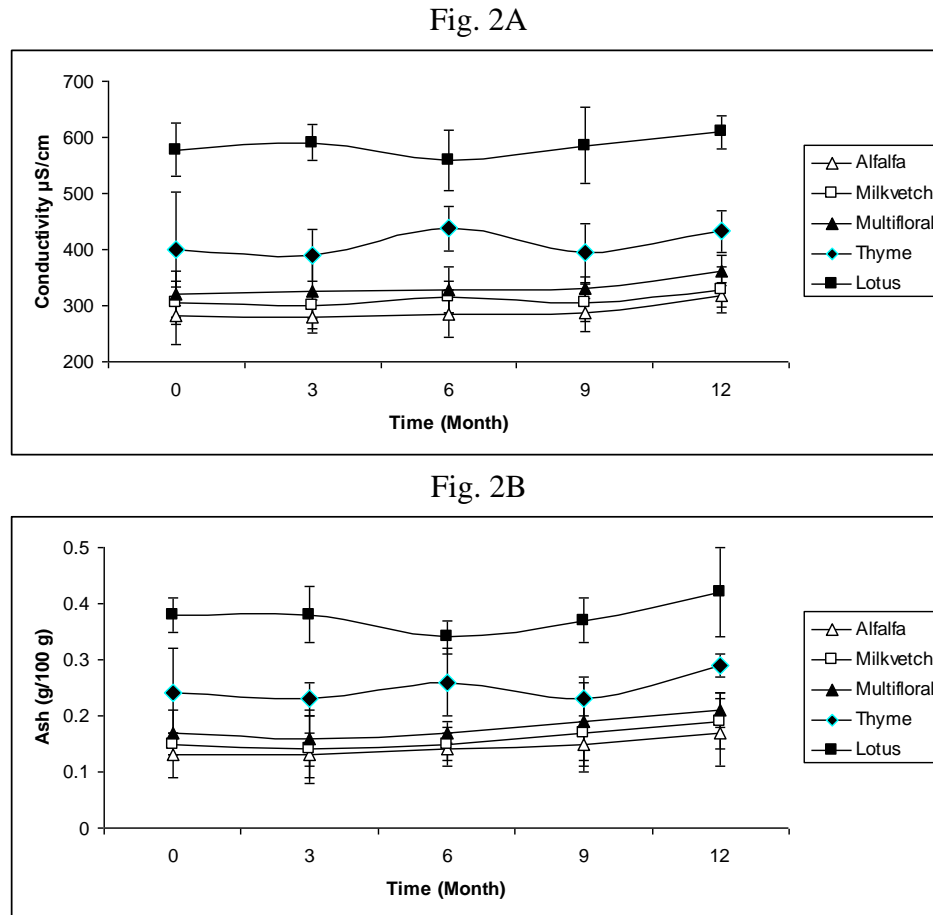 Fig. 2A
700
600
500
400
300
200
Conductivity µS/cm
0 3 6 9 12
Time (Month)
Alfalfa
Milkvetch
Multifloral
Thyme
Lotus
Fig. 2B
0.5
0.4
0.3
0.2
0.1
0
Ash (g/100 g)
0 3 6 9 12
Time (Month)
Alfalfa
Milkvetch
Multifloral
Thyme
Lotus